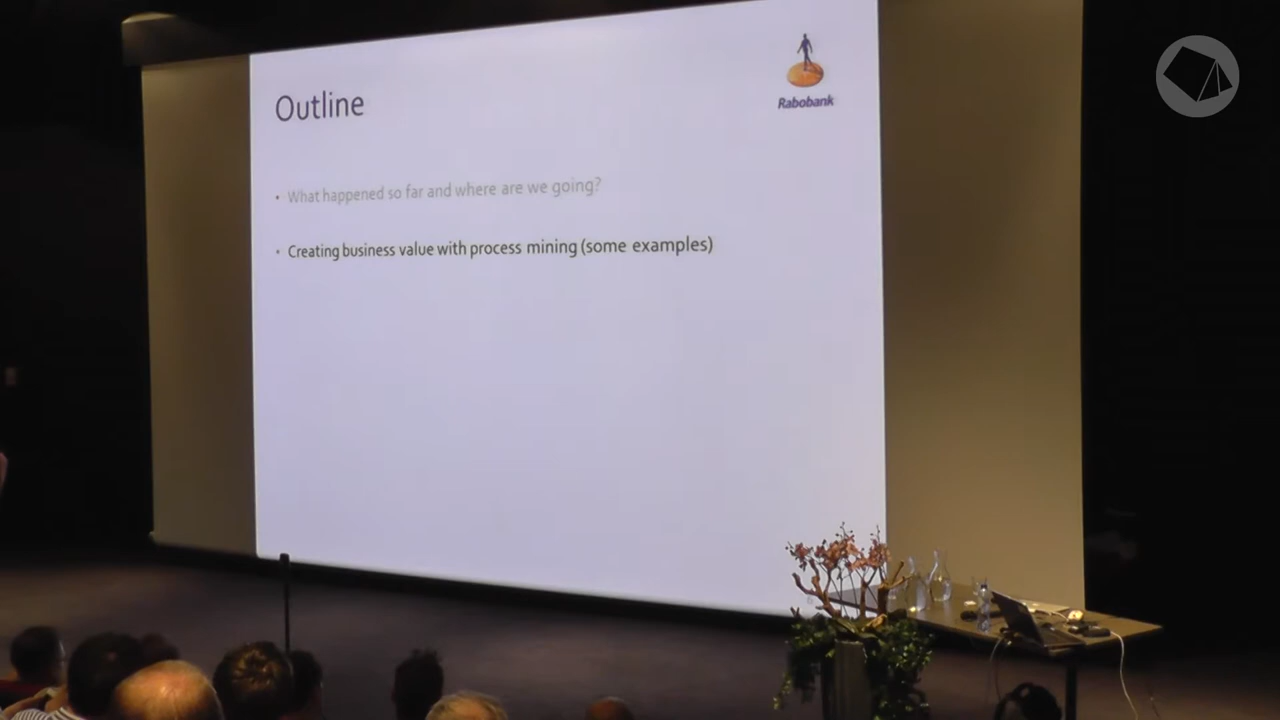 Outline
Rabobank
• What happened so far and where are we going?
• Creating business value with process mining (some examples)